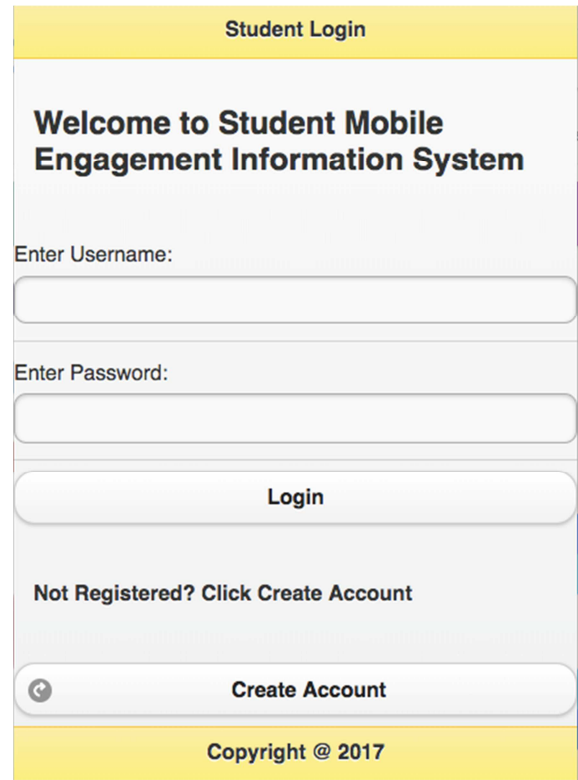 Student Login
Welcome to Student Mobile
Engagement Information System
Enter Username:
Enter Password:
Login
Not Registered? Click Create Account
Create Account
Copyright @ 2017